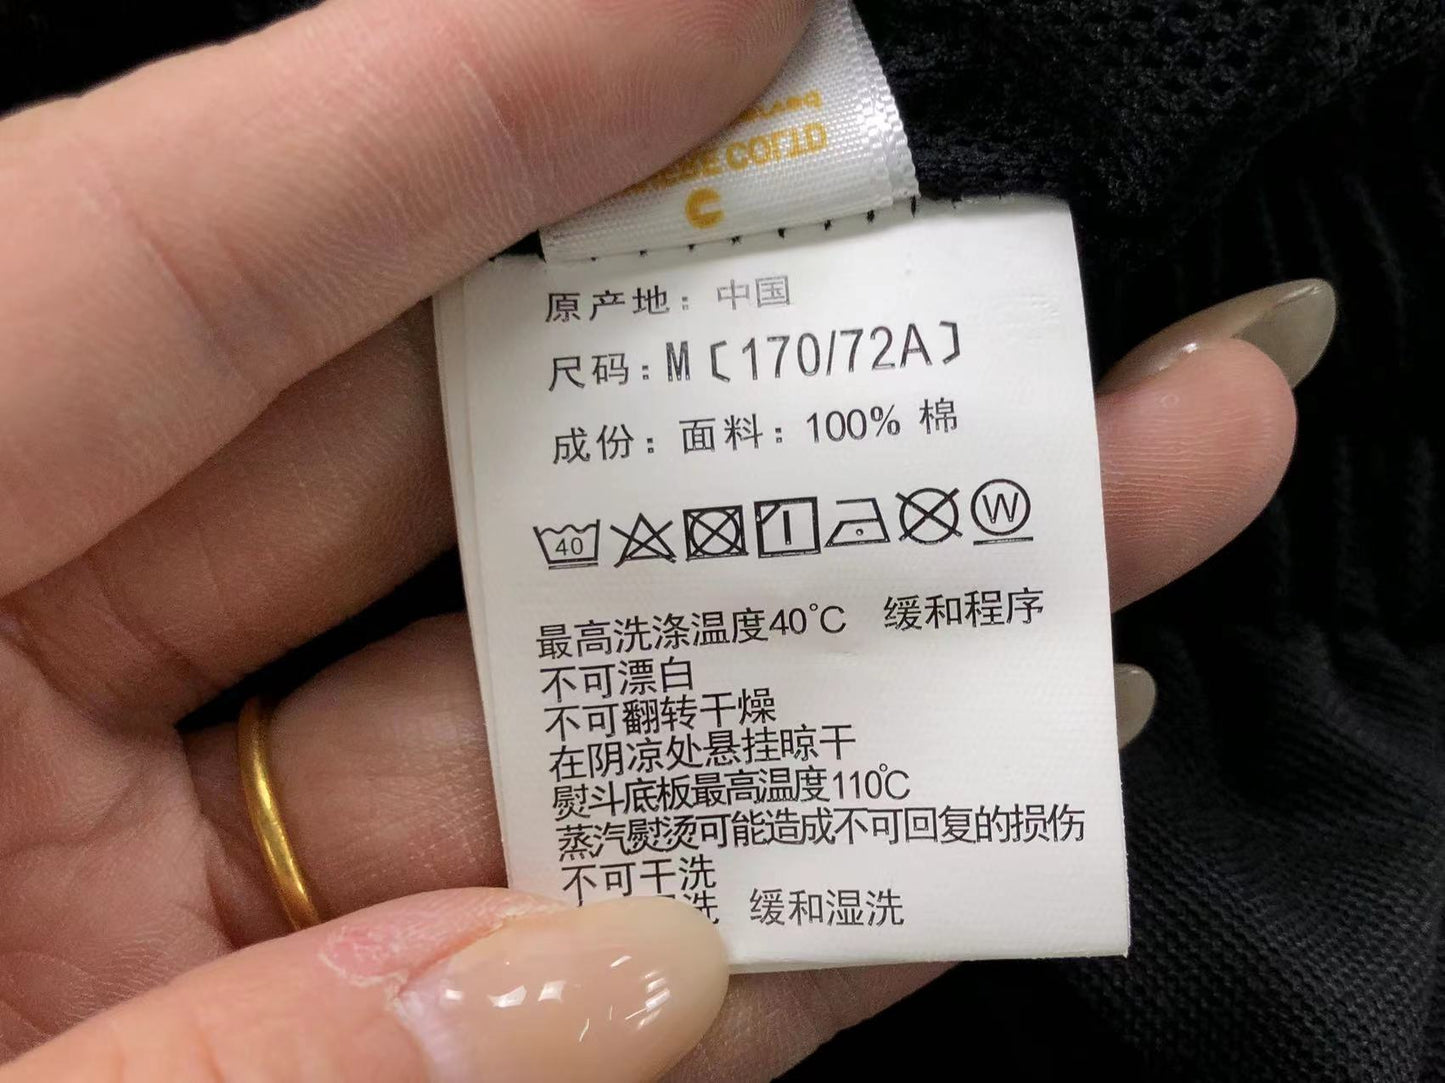 COLTD
原产地：中国
尺码：M〔170/72A〕
成份：面料：100% 棉
40 W
最高洗涤温度40℃ 缓和程序
不可漂白
不可翻转干燥
在阴凉处悬挂晾干
熨斗底板最高温度110℃
蒸汽熨烫可能造成不可回复的损伤
不可干洗
洗 缓和湿洗